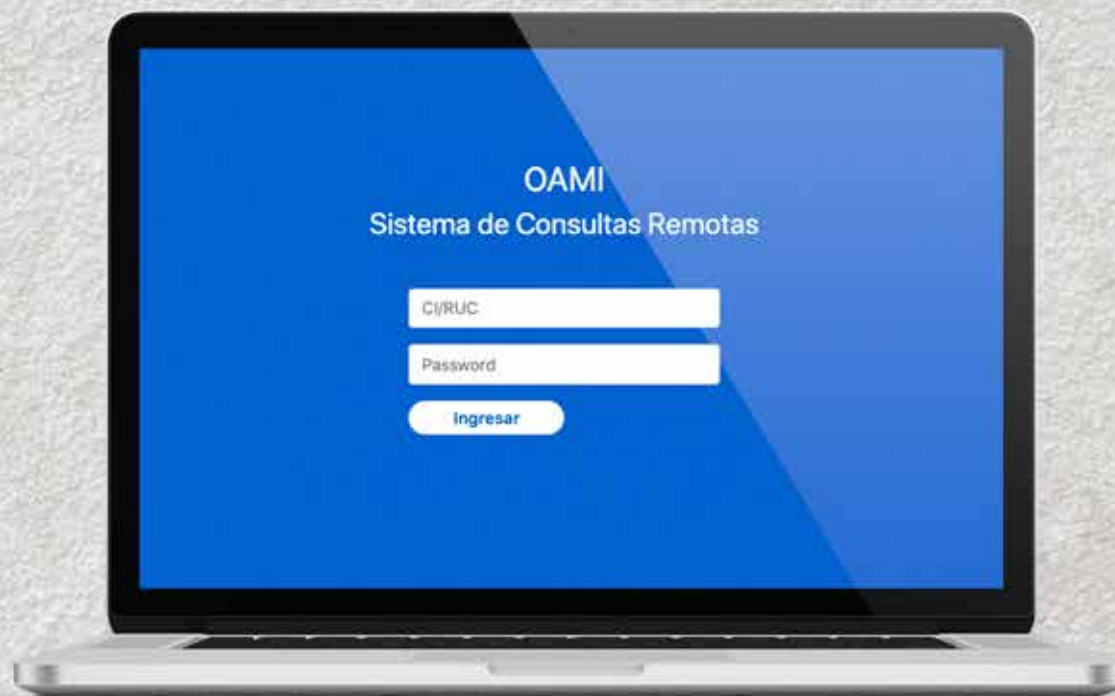 OAMI
Sistema de Consultas Remotas
CI/RUC
Password
Ingresar